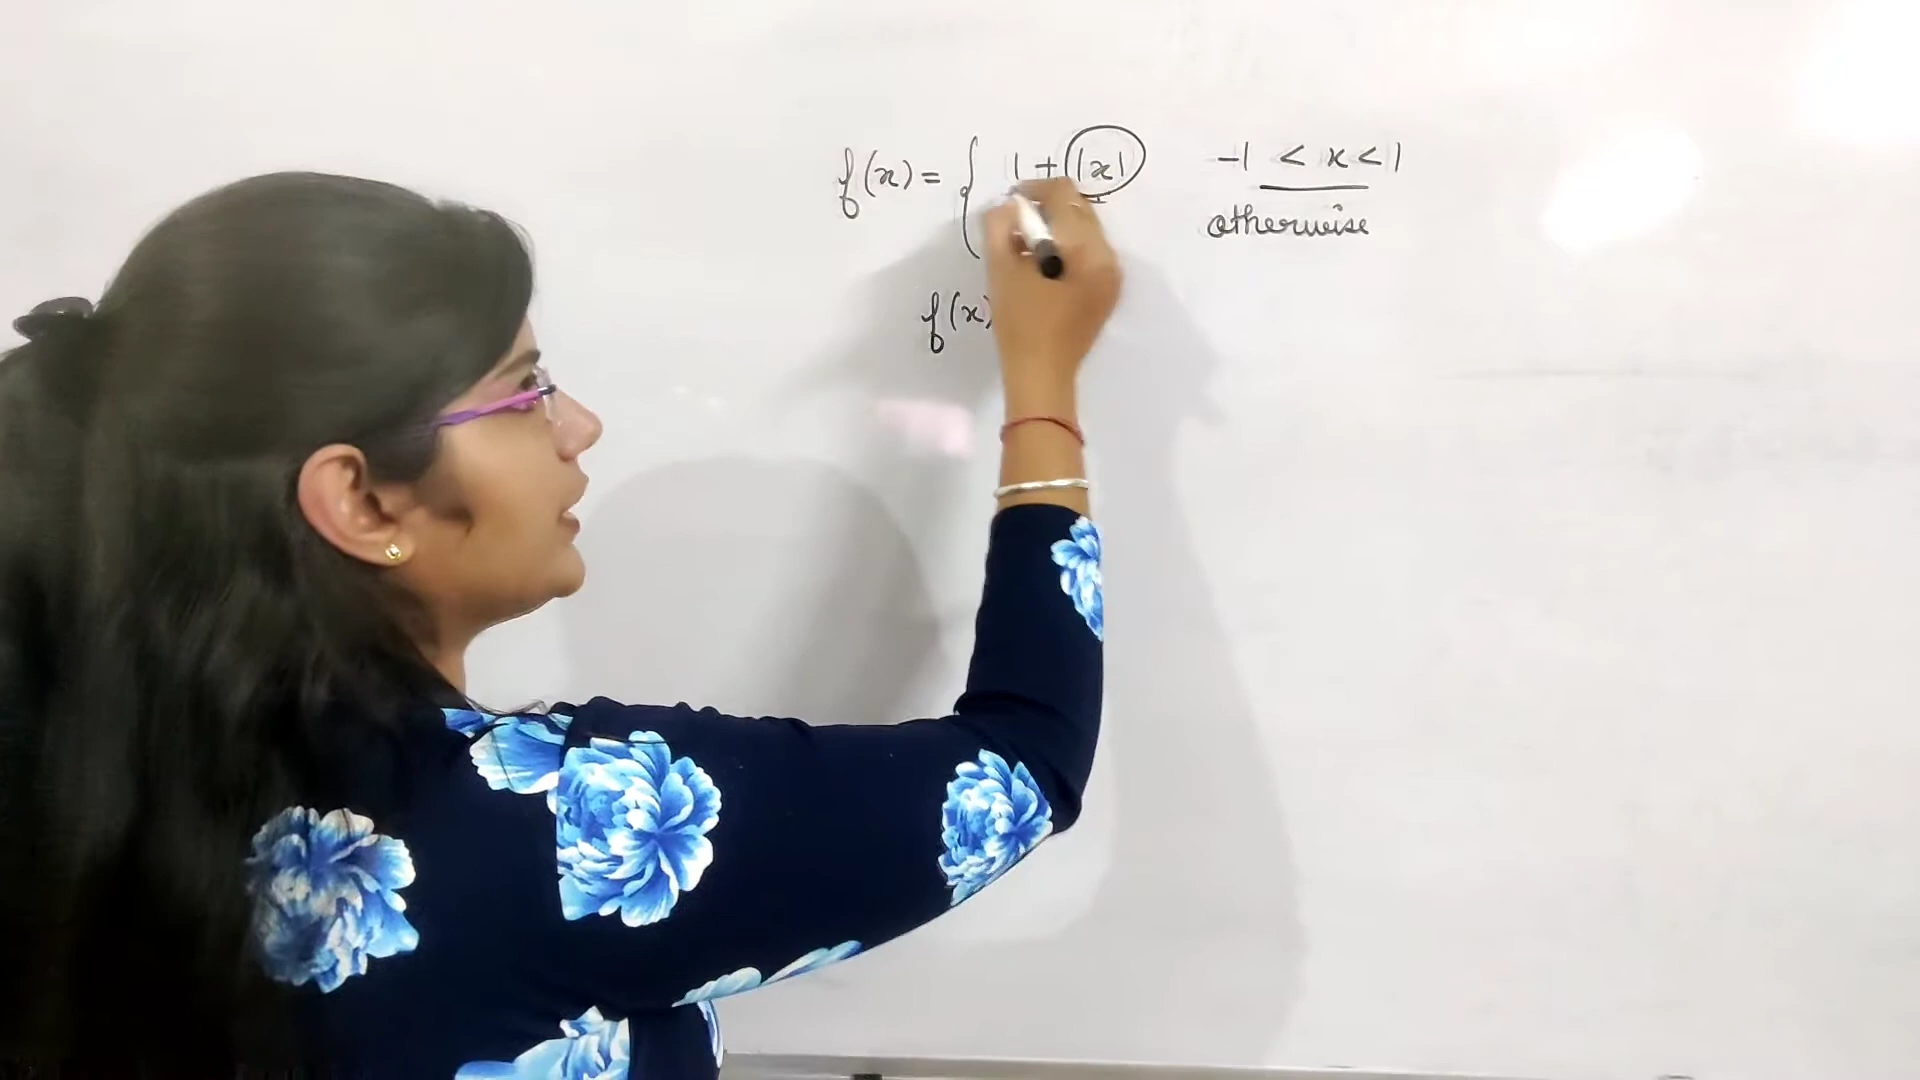 f(x) = { 1 + |x| -1 < x < 1
otherwise
f(x)